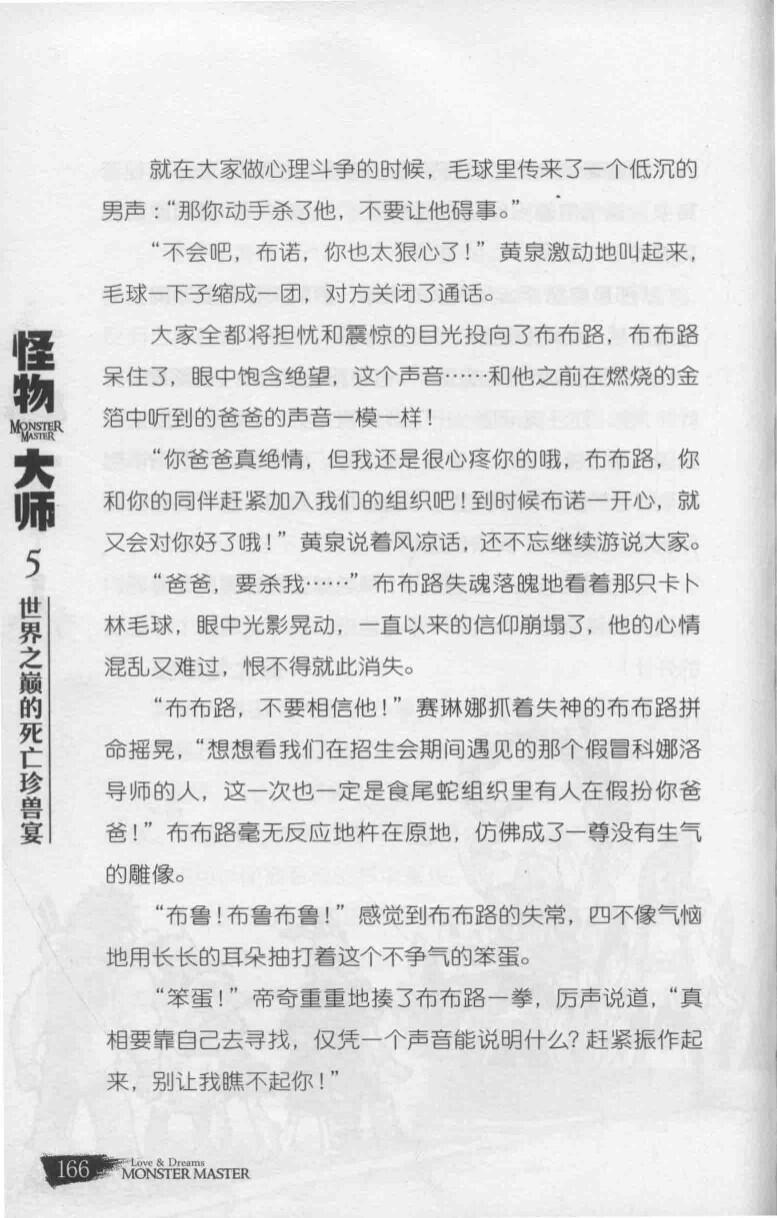 就在大家做心理斗争的时候，毛球里传来了一个低沉的
男声：“那你动手杀了他，不要让他碍事。”
“不会吧，布诺，你也太狠心了！”黄泉激动地叫起来，
毛球一下子缩成一团，对方关闭了通话。
大家全都将担忧和震惊的目光投向了布布路，布布路
呆住了，眼中饱含绝望，这个声音……和他之前在燃烧的金
箔中听到的爸爸的声音一模一样！
“你爸爸真绝情，但我还是很心疼你的哦，布布路，你
和你的同伴赶紧加入我们的组织吧！到时候布诺一开心，就
又会对你好了哦！”黄泉说着风凉话，还不忘继续游说大家。
“爸爸，要杀我……”布布路失魂落魄地看着那只卡卜
林毛球，眼中光影晃动，一直以来的信仰崩塌了，他的心情
混乱又难过，恨不得就此消失。
“布布路，不要相信他！”赛琳娜抓着失神的布布路拼
命摇晃，“想想看我们在招生会期间遇见的那个假冒科娜洛
导师的人，这一次也一定是食尾蛇组织里有人在假扮你爸
爸！”布布路毫无反应地杵在原地，仿佛成了一尊没有生气
的雕像。
“布鲁！布鲁布鲁！”感觉到布布路的失常，四不像气恼
地用长长的耳朵抽打着这个不争气的笨蛋。
“笨蛋！”帝奇重重地揍了布布路一拳，厉声说道，“真
相要靠自己去寻找，仅凭一个声音能说明什么？赶紧振作起
来，别让我瞧不起你！”
怪物
MONSTER
MASTER
大师
5
世界之巅的死亡珍兽宴
166
Love & Dreams
MONSTER MASTER